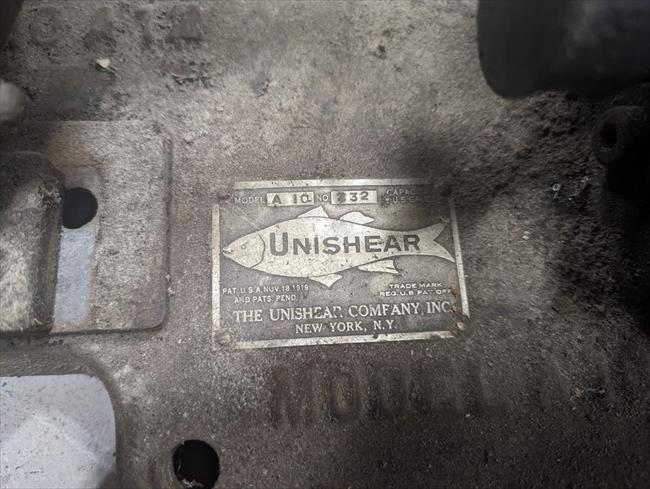 MODEL A 10 NO 232
UNISHEAR
PAT. U.S.A. NOV. 18. 1919
AND PATS. PEND.
TRADE MARK
REG. U.S. PAT. OFF.
THE UNISHEAR COMPANY, INC.
NEW YORK, N.Y.
MODEL